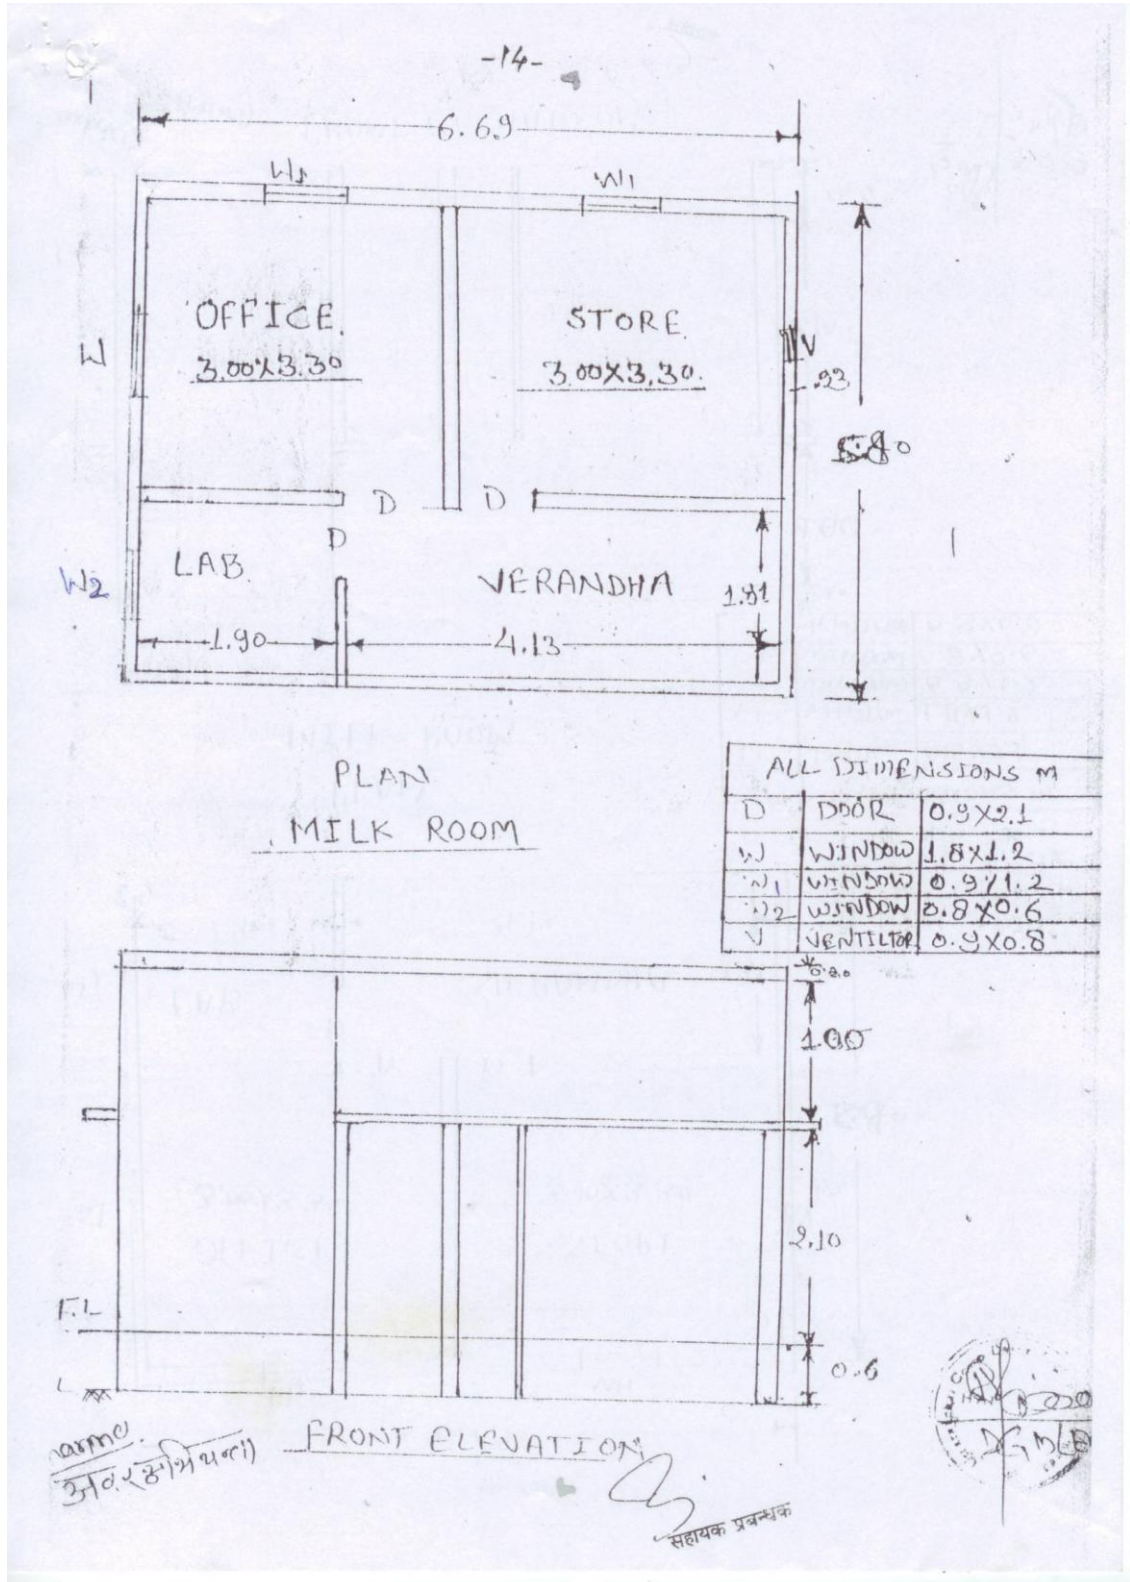 -14-
6.69
W1
W1
OFFICE.
3.00X3.30
STORE
3.00X3.30.
W
V
.23
5.80
D
D
D
LAB.
VERANDHA
W2
1.90
4.13
PLAN
MILK ROOM
ALL DIMENSIONS M
D DOOR 0.9X2.1
W WINDOW 1.8X1.2
W1 WINDOW 0.9X1.2
W2 WINDOW 0.8X0.6
V VENTILTOR 0.9X0.8
0.20
1.00
2.10
F.L
0.6
L
FRONT ELEVATION
सहायक प्रबन्धक